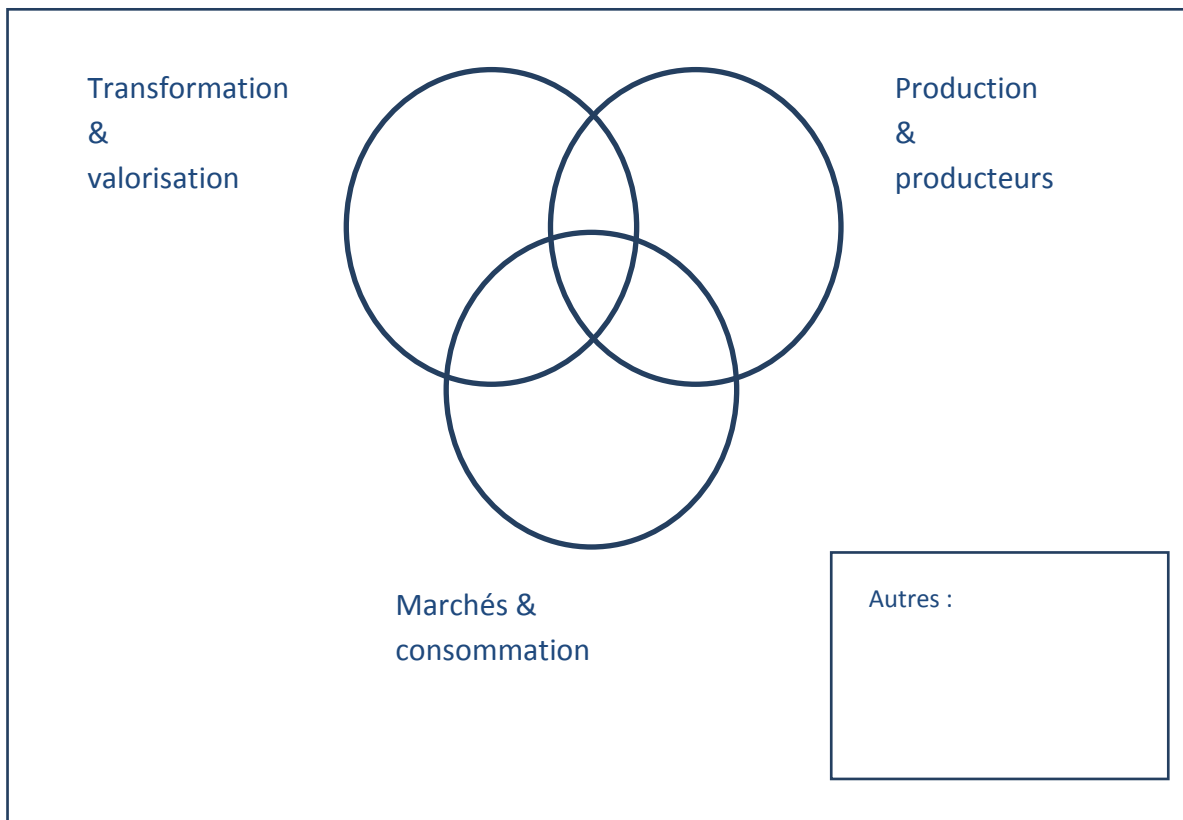 Transformation
&
valorisation
Production
&
producteurs
Marchés &
consommation
Autres :